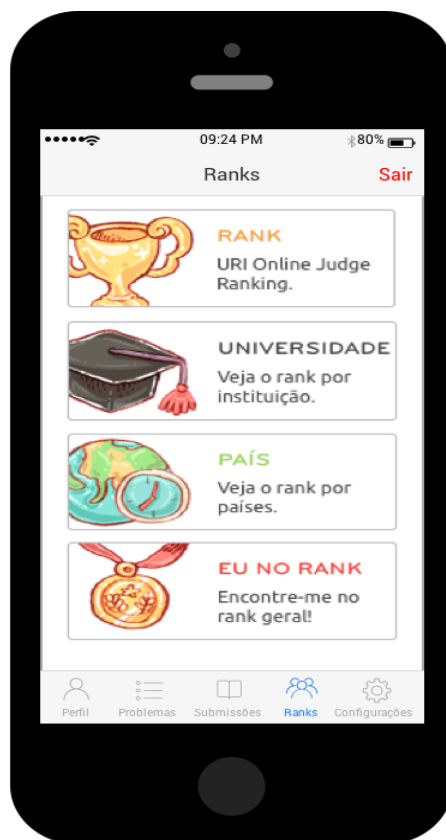 09:24 PM
80%
Ranks
Sair
RANK
URI Online Judge
Ranking.
UNIVERSIDADE
Veja o rank por
instituição.
PAÍS
Veja o rank por
países.
EU NO RANK
Encontre-me no
rank geral!
Perfil
Problemas
Submissões
Ranks
Configurações